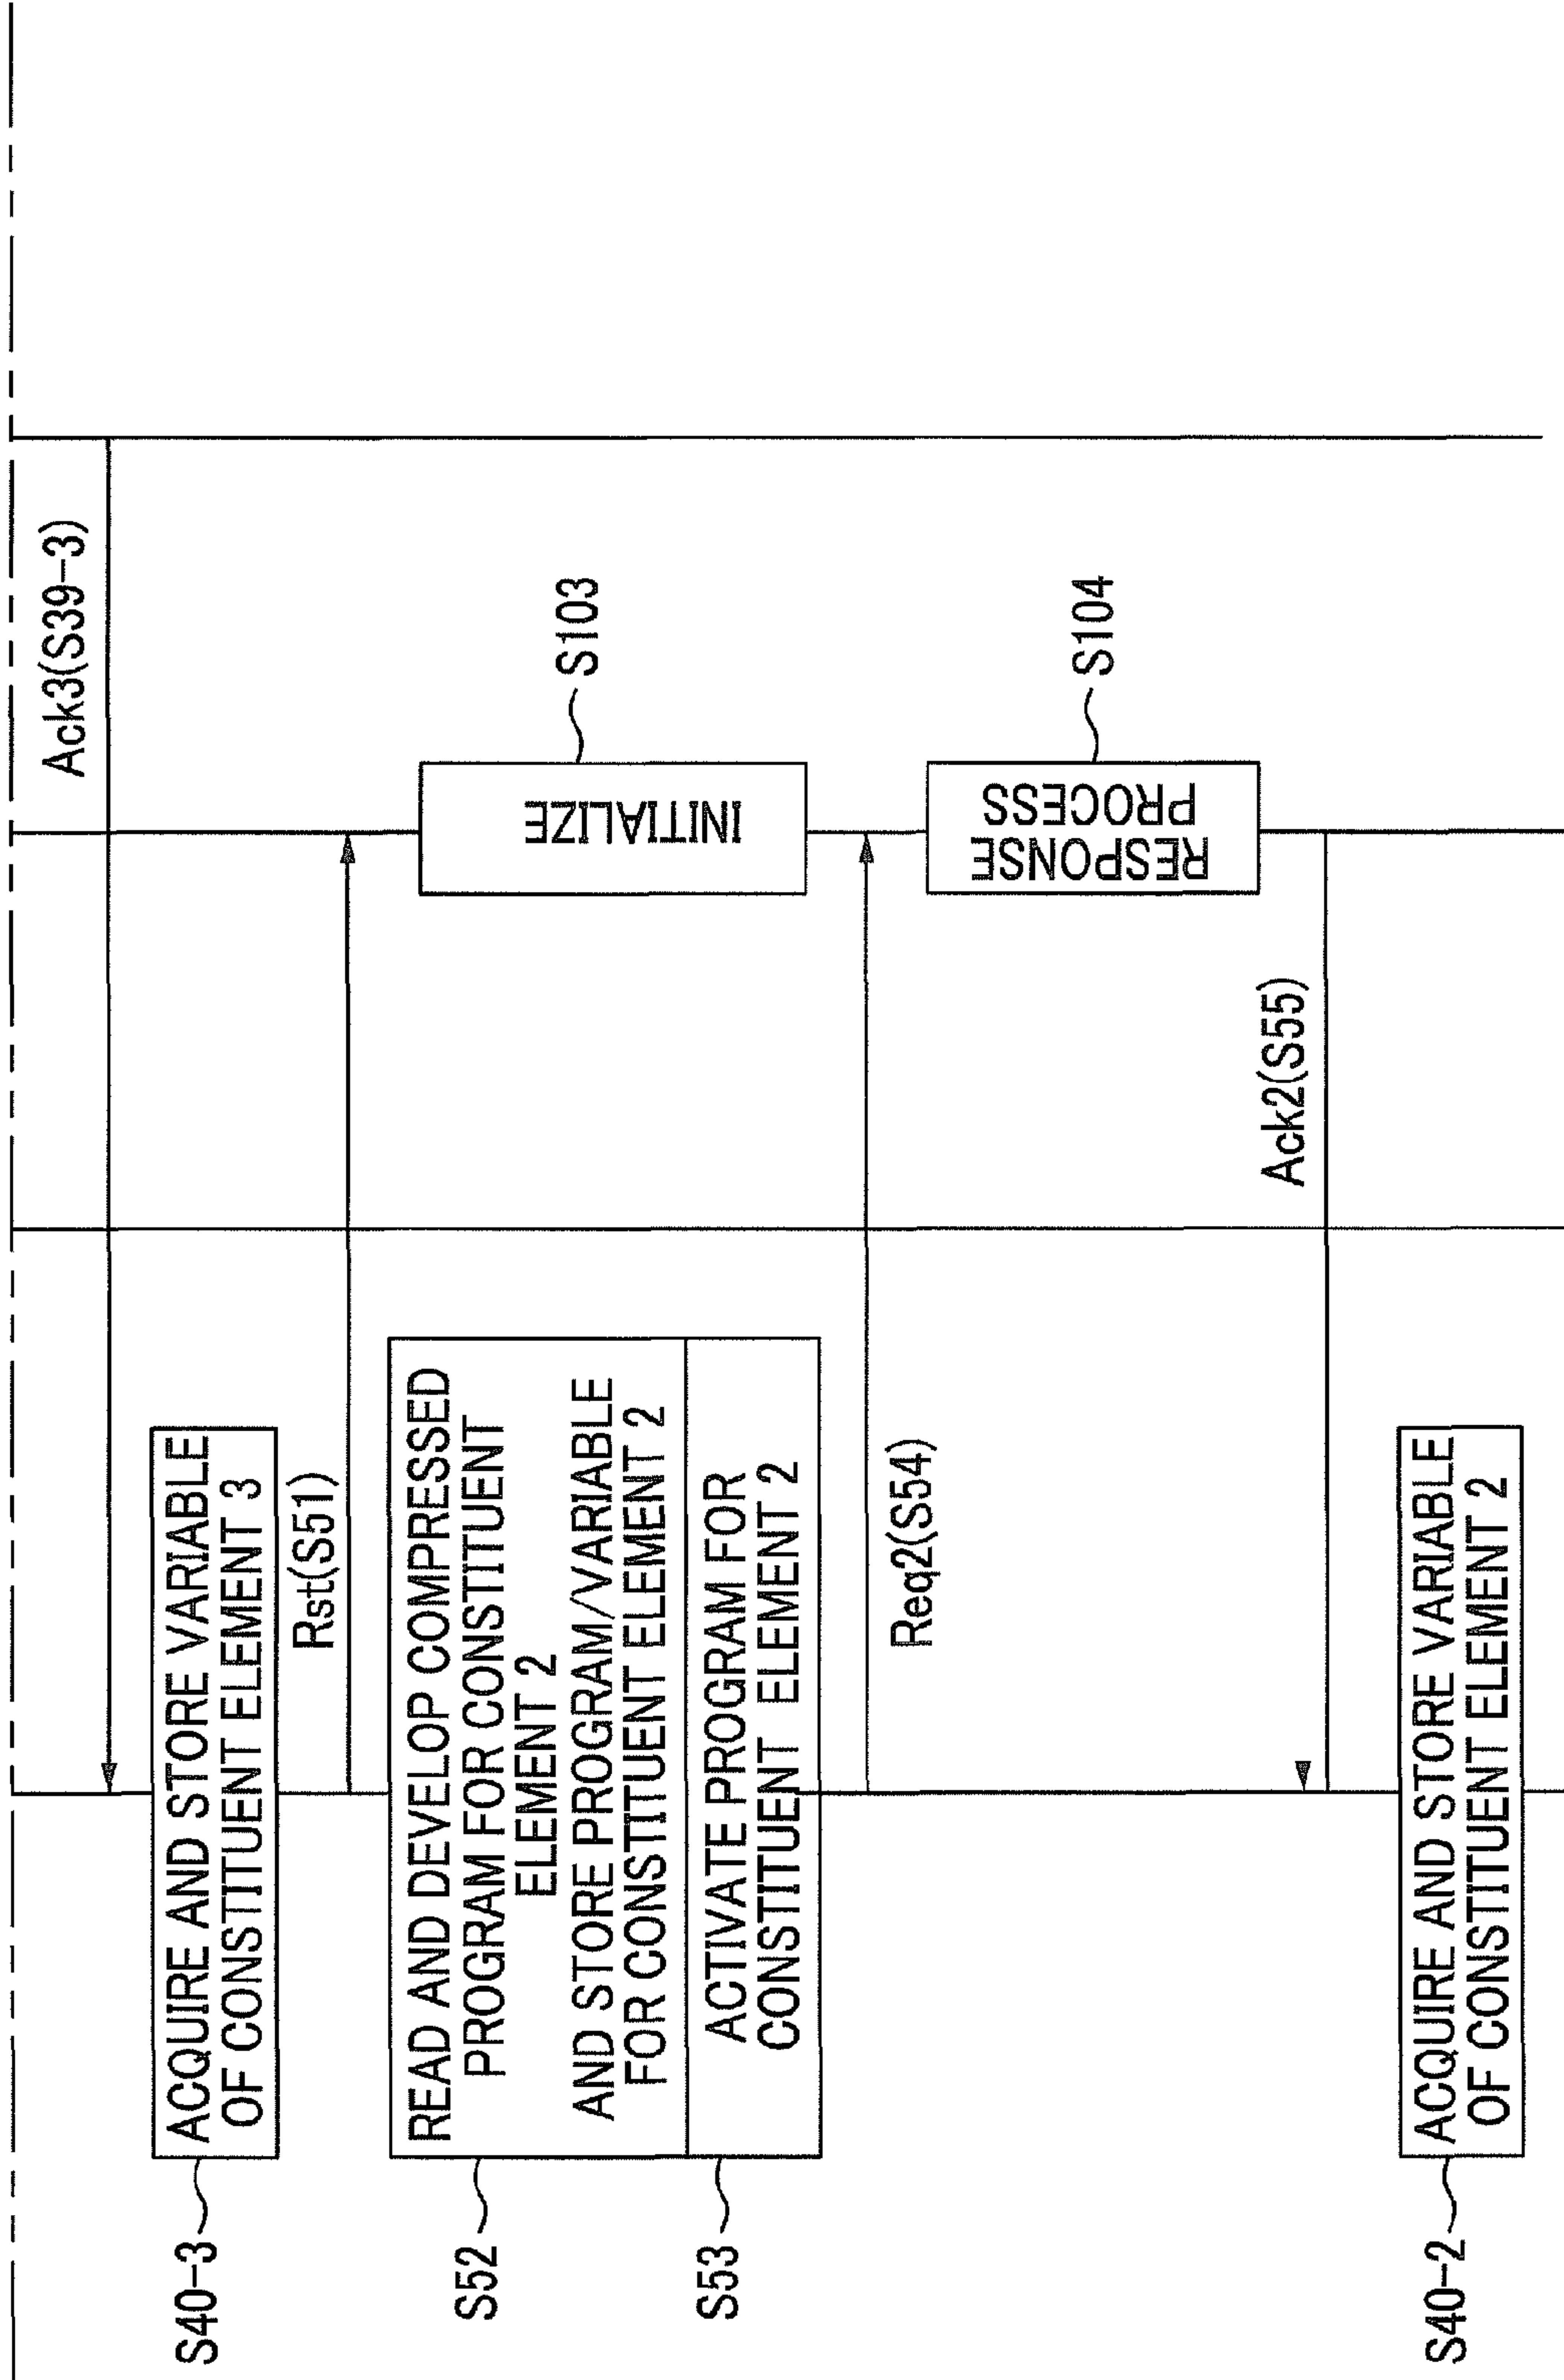 Ack3(S39-3)
S40-3
ACQUIRE AND STORE VARIABLE
OF CONSTITUENT ELEMENT 3
Rst(S51)
S52
READ AND DEVELOP COMPRESSED
PROGRAM FOR CONSTITUENT
ELEMENT 2
AND STORE PROGRAM/VARIABLE
FOR CONSTITUENT ELEMENT 2
INITIALIZE
S103
S53
ACTIVATE PROGRAM FOR
CONSTITUENT ELEMENT 2
Req2(S54)
RESPONSE
PROCESS
S104
Ack2(S55)
S40-2
ACQUIRE AND STORE VARIABLE
OF CONSTITUENT ELEMENT 2